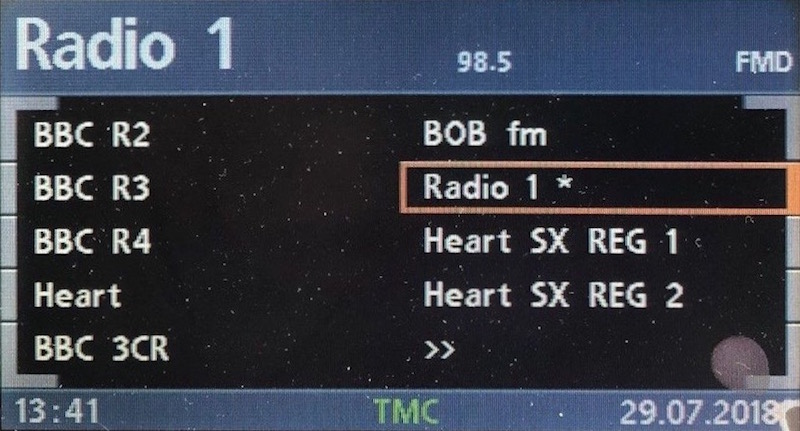 Radio 1 98.5 FMD
BBC R2 BOB fm
BBC R3 Radio 1 *
BBC R4 Heart SX REG 1
Heart Heart SX REG 2
BBC 3CR >>
13:41 TMC 29.07.2018